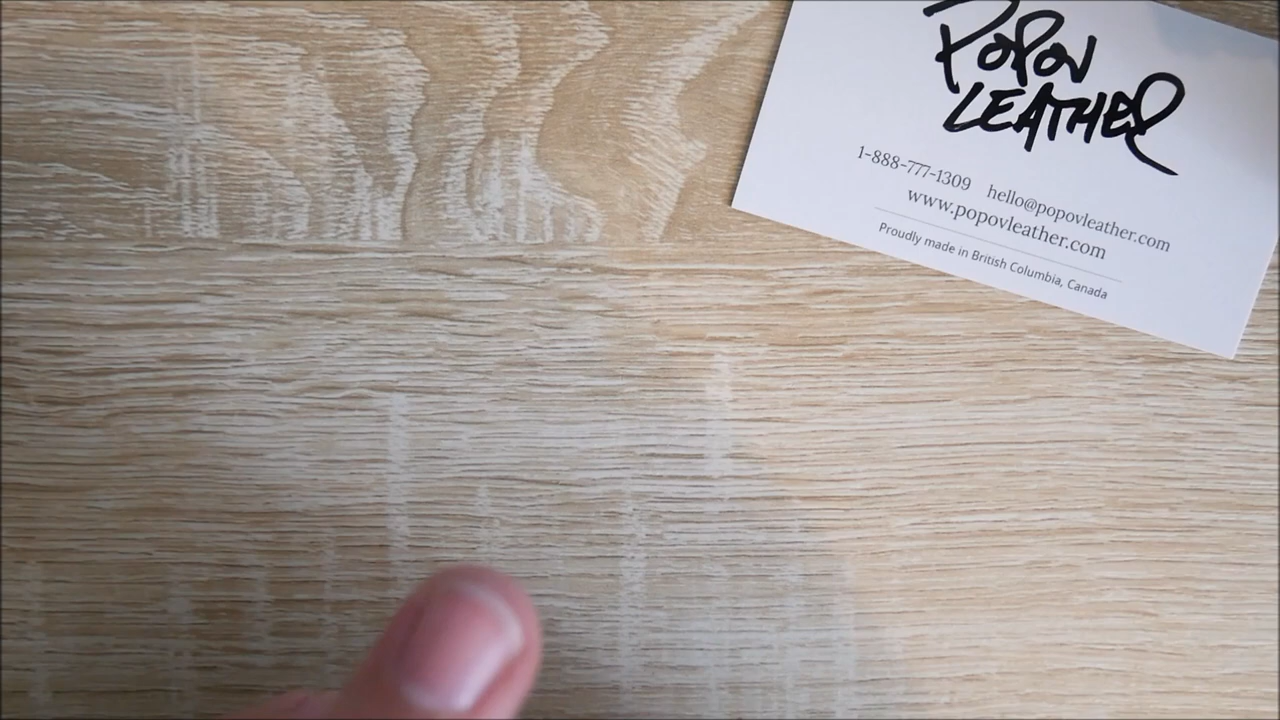 Popov
Leather
1-888-777-1309 hello@popovleather.com
www.popovleather.com
Proudly made in British Columbia, Canada